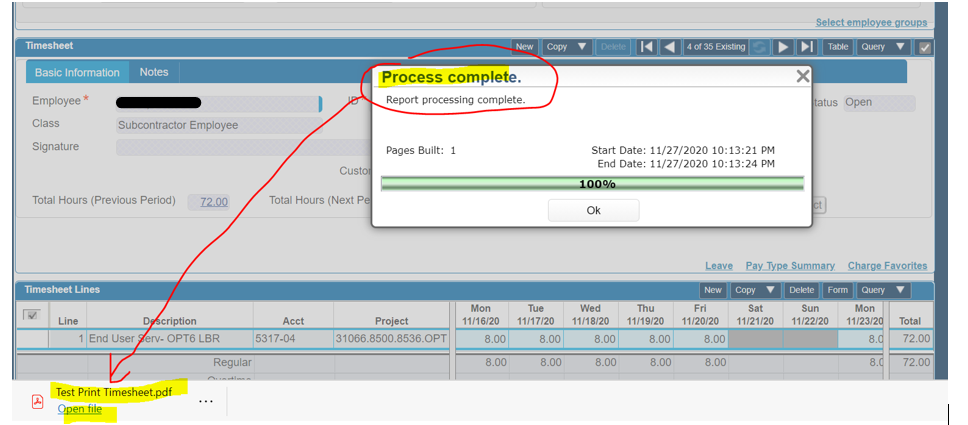 Select employee groups
Timesheet
New Copy Delete 4 of 35 Existing Table Query
Basic Information Notes
Process complete.
Report processing complete.
Employee * ID
Status Open
Class Subcontractor Employee
Signature
Pages Built: 1 Start Date: 11/27/2020 10:13:21 PM
End Date: 11/27/2020 10:13:24 PM
Custo
100%
Total Hours (Previous Period) 72.00 Total Hours (Next Pe
Ok
ct
Leave Pay Type Summary Charge Favorites
Timesheet Lines
New Copy Delete Form Query
Mon Tue Wed Thu Fri Sat Sun Mon
Line Description Acct Project 11/16/20 11/17/20 11/18/20 11/19/20 11/20/20 11/21/20 11/22/20 11/23/20 Total
1 End User Serv- OPT6 LBR 5317-04 31066.8500.8536.OPT 8.00 8.00 8.00 8.00 8.00 8.0 72.00
Regular 8.00 8.00 8.00 8.00 8.00 8.0 72.00
Overtime
Test Print Timesheet.pdf
Open file
...